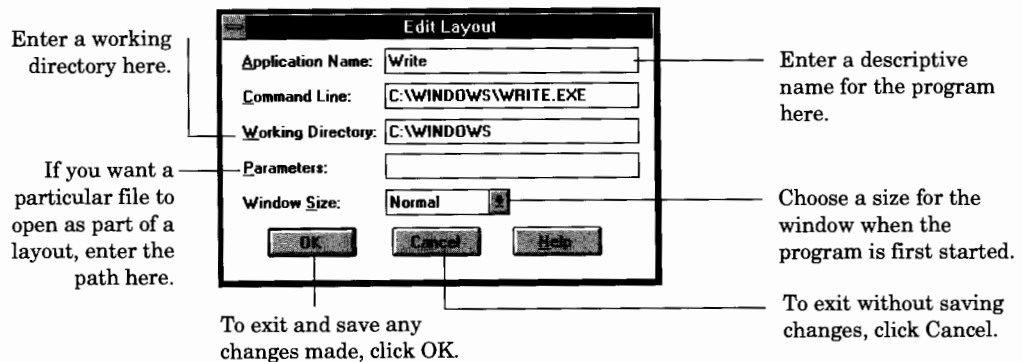 Enter a working
directory here.
If you want a
particular file to
open as part of a
layout, enter the
path here.
Edit Layout
Application Name: Write
Command Line: C:\WINDOWS\WRITE.EXE
Working Directory: C:\WINDOWS
Parameters:
Window Size: Normal
OK Cancel Help
Enter a descriptive
name for the program
here.
Choose a size for the
window when the
program is first started.
To exit and save any
changes made, click OK.
To exit without saving
changes, click Cancel.